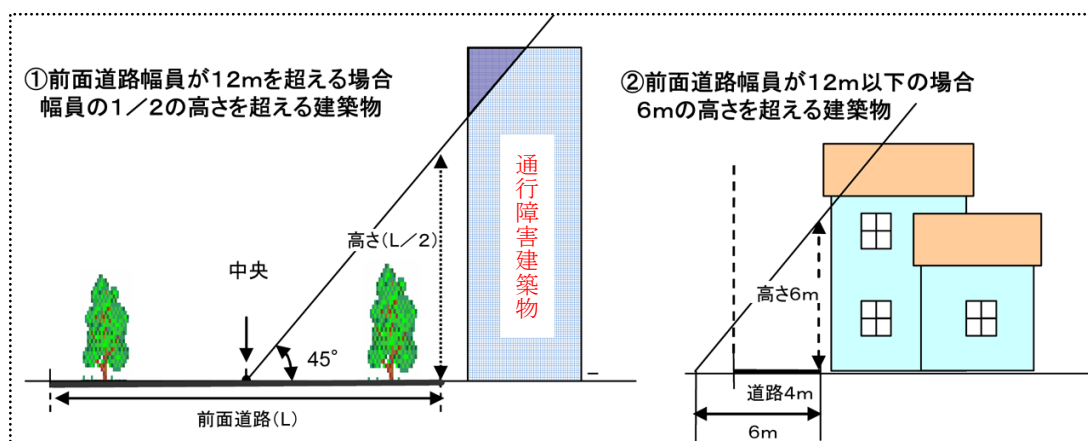 ①前面道路幅員が12mを超える場合
幅員の1/2の高さを超える建築物
②前面道路幅員が12m以下の場合
6mの高さを超える建築物
通行障害建築物
高さ(L/2)
中央
45°
前面道路(L)
高さ6m
道路4m
6m